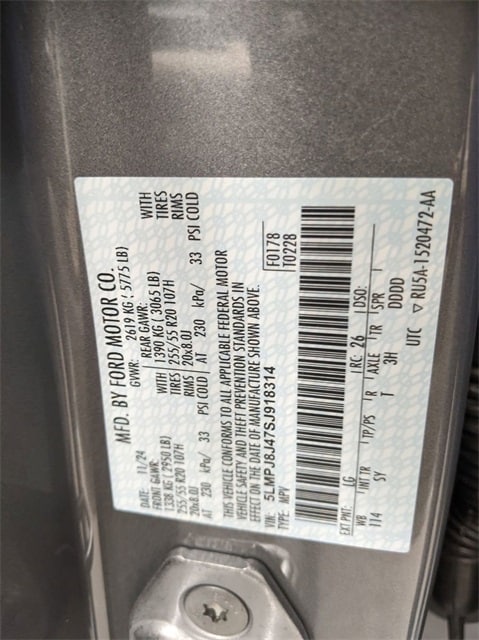 MFD. BY FORD MOTOR CO.
DATE: 11/24 GVWR: 2619 KG ( 5775 LB)
FRONT GAWR: REAR GAWR:
1338 KG ( 2950 LB) WITH 1390 KG ( 3065 LB) WITH
255/55 R20 107H TIRES 255/55 R20 107H TIRES
20x8.0J RIMS 20x8.0J RIMS
AT 230 kPa/ 33 PSI COLD AT 230 kPa/ 33 PSI COLD
THIS VEHICLE CONFORMS TO ALL APPLICABLE FEDERAL MOTOR
VEHICLE SAFETY AND THEFT PREVENTION STANDARDS IN
EFFECT ON THE DATE OF MANUFACTURE SHOWN ABOVE.
VIN: 5LMPJ8J47SJ918314
TYPE: MPV
F0178
T0228
EXT PNT: LG RC: 26 DSO:
WB INT TR TP/PS R AXLE TR SPR
114 SY T 3H DDDD
UTC ▽ RU5A-1520472-AA